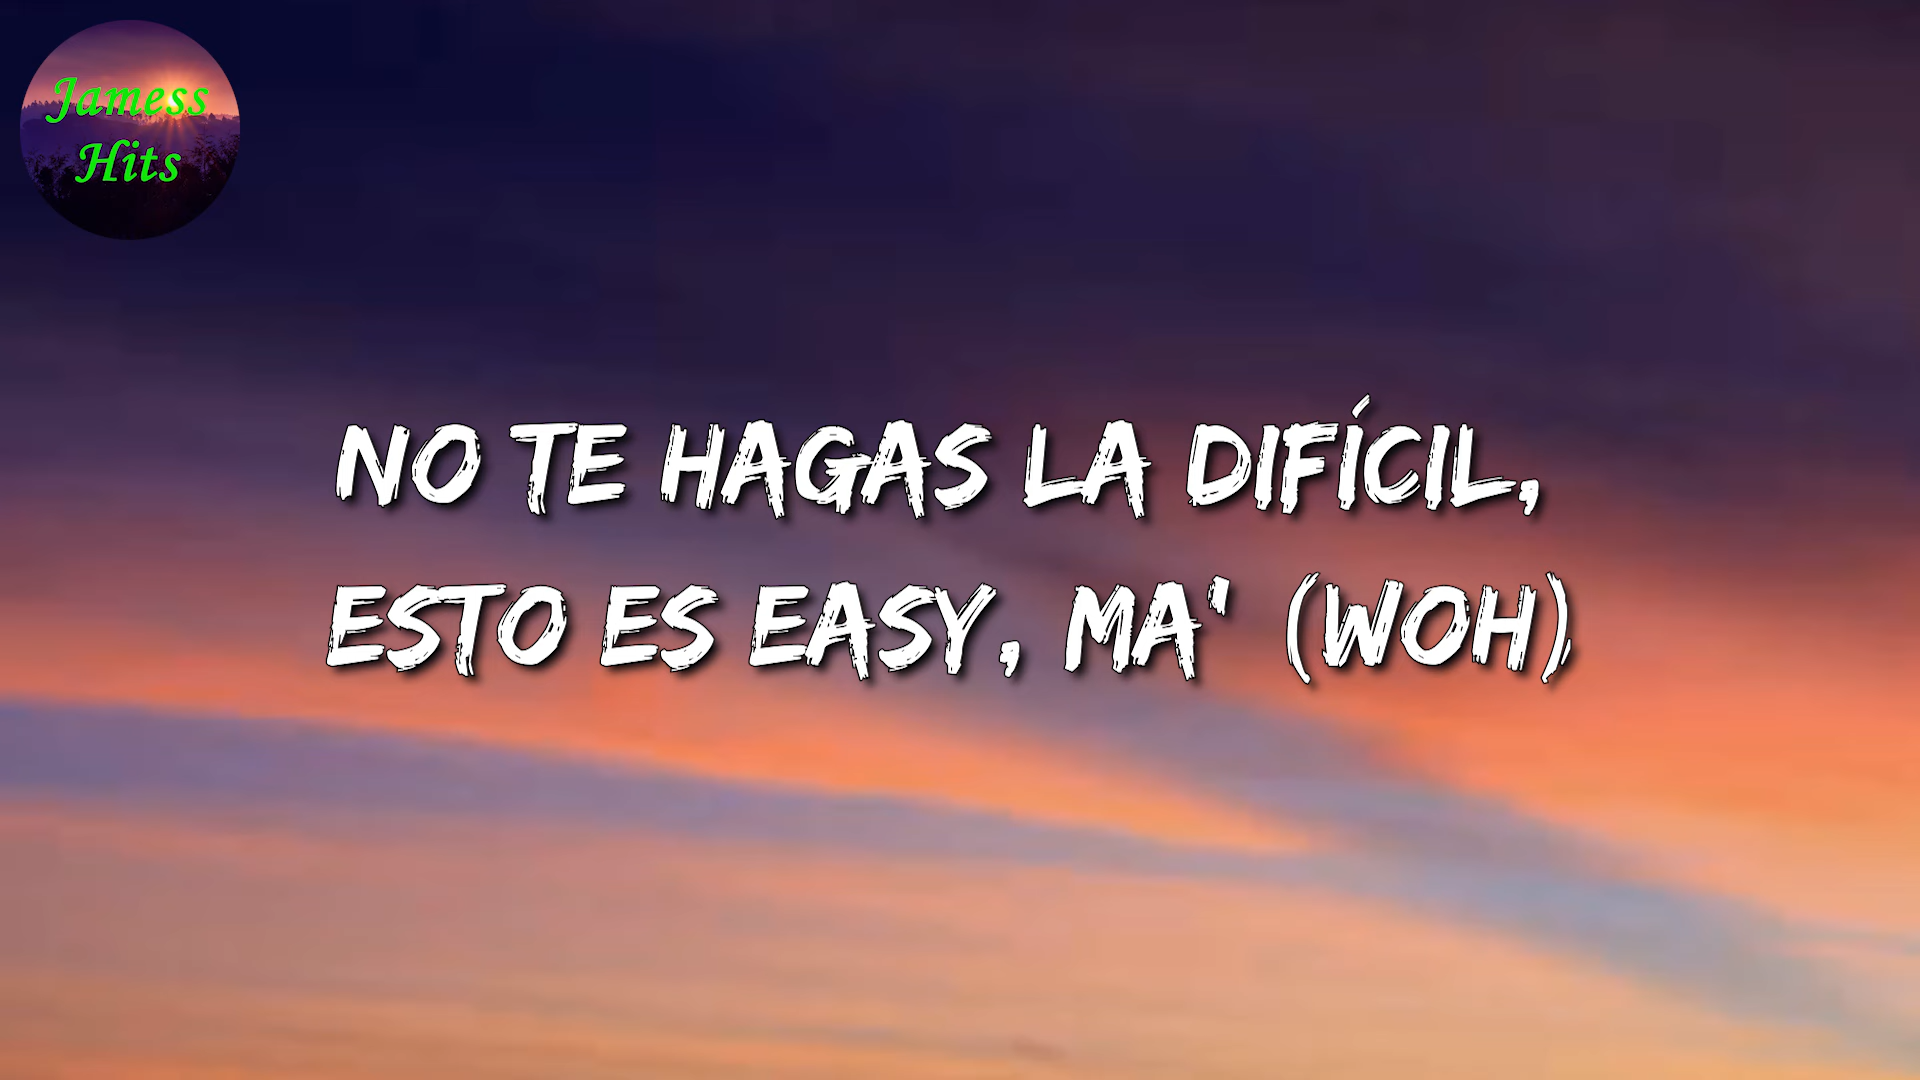 Jamess
Hits
NO TE HAGAS LA DIFÍCIL,
ESTO ES EASY, MA' (WOH)